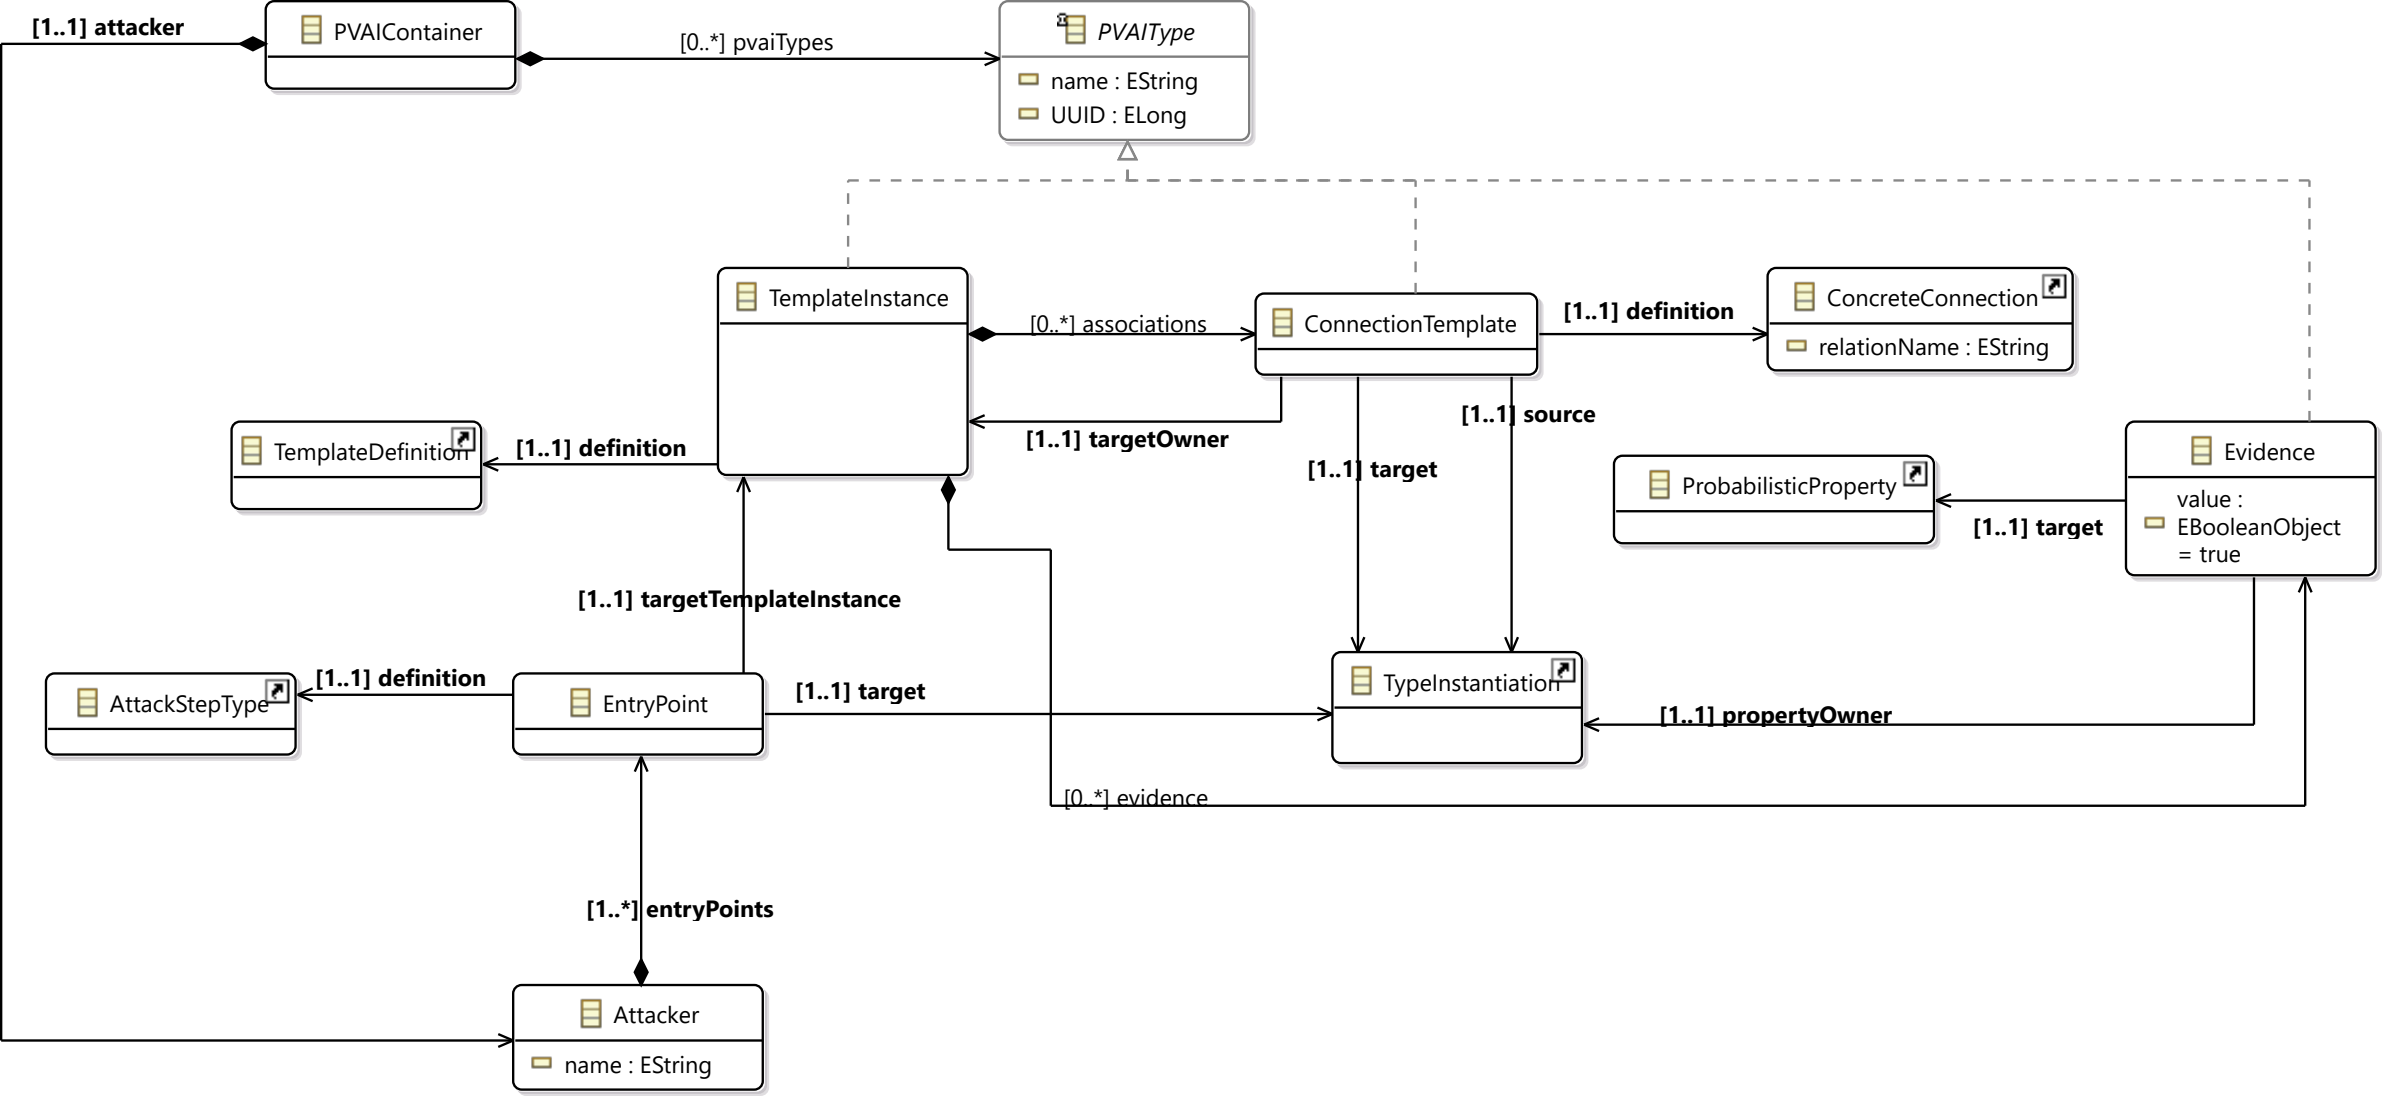 [1..1] attacker
PVAIContainer
[0..*] pvaiTypes
PVAIType
name : EString
UUID : ELong
TemplateInstance
[0..*] associations
ConnectionTemplate
[1..1] definition
ConcreteConnection
relationName : EString
[1..1] targetOwner
[1..1] source
[1..1] target
TemplateDefinition
[1..1] definition
ProbabilisticProperty
[1..1] target
Evidence
value :
EBooleanObject
= true
[1..1] targetTemplateInstance
AttackStepType
[1..1] definition
EntryPoint
[1..1] target
TypeInstantiation
[1..1] propertyOwner
[0..*] evidence
[1..*] entryPoints
Attacker
name : EString